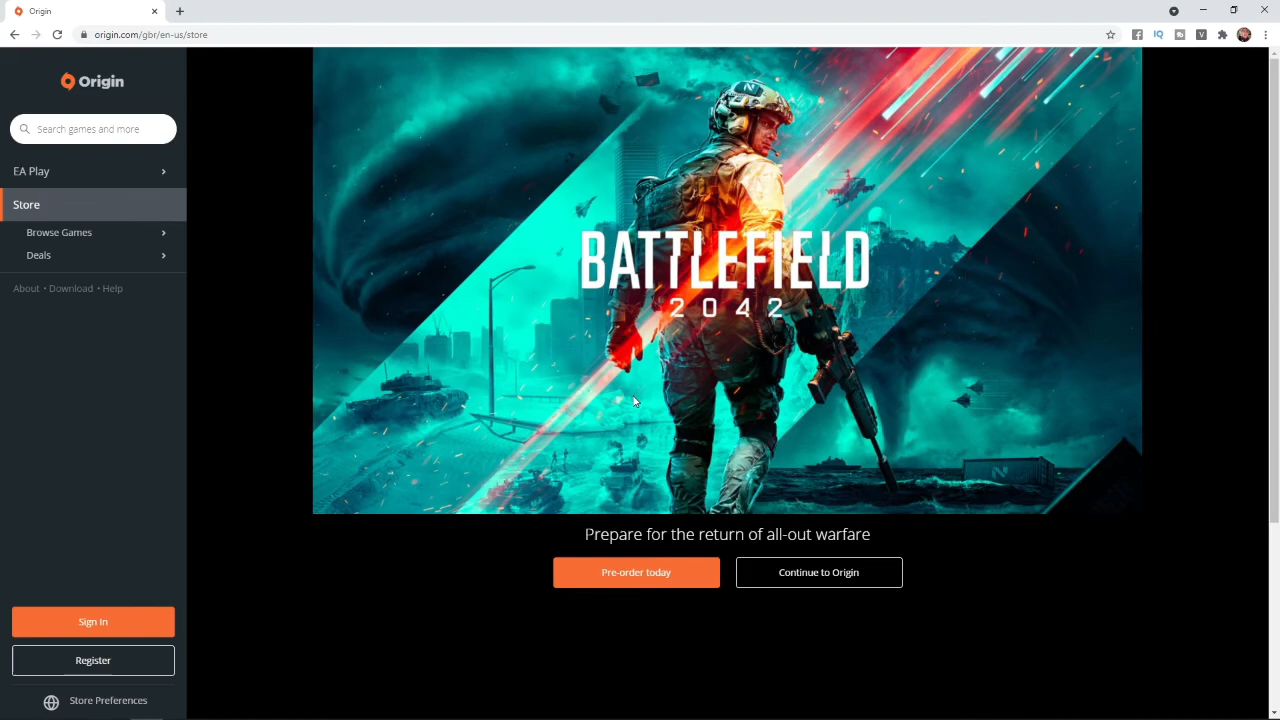 Origin
origin.com/gbr/en-us/store
Origin
Search games and more
EA Play
Store
Browse Games
Deals
About • Download • Help
BATTLEFIELD
2042
Prepare for the return of all-out warfare
Pre-order today
Continue to Origin
Sign In
Register
Store Preferences